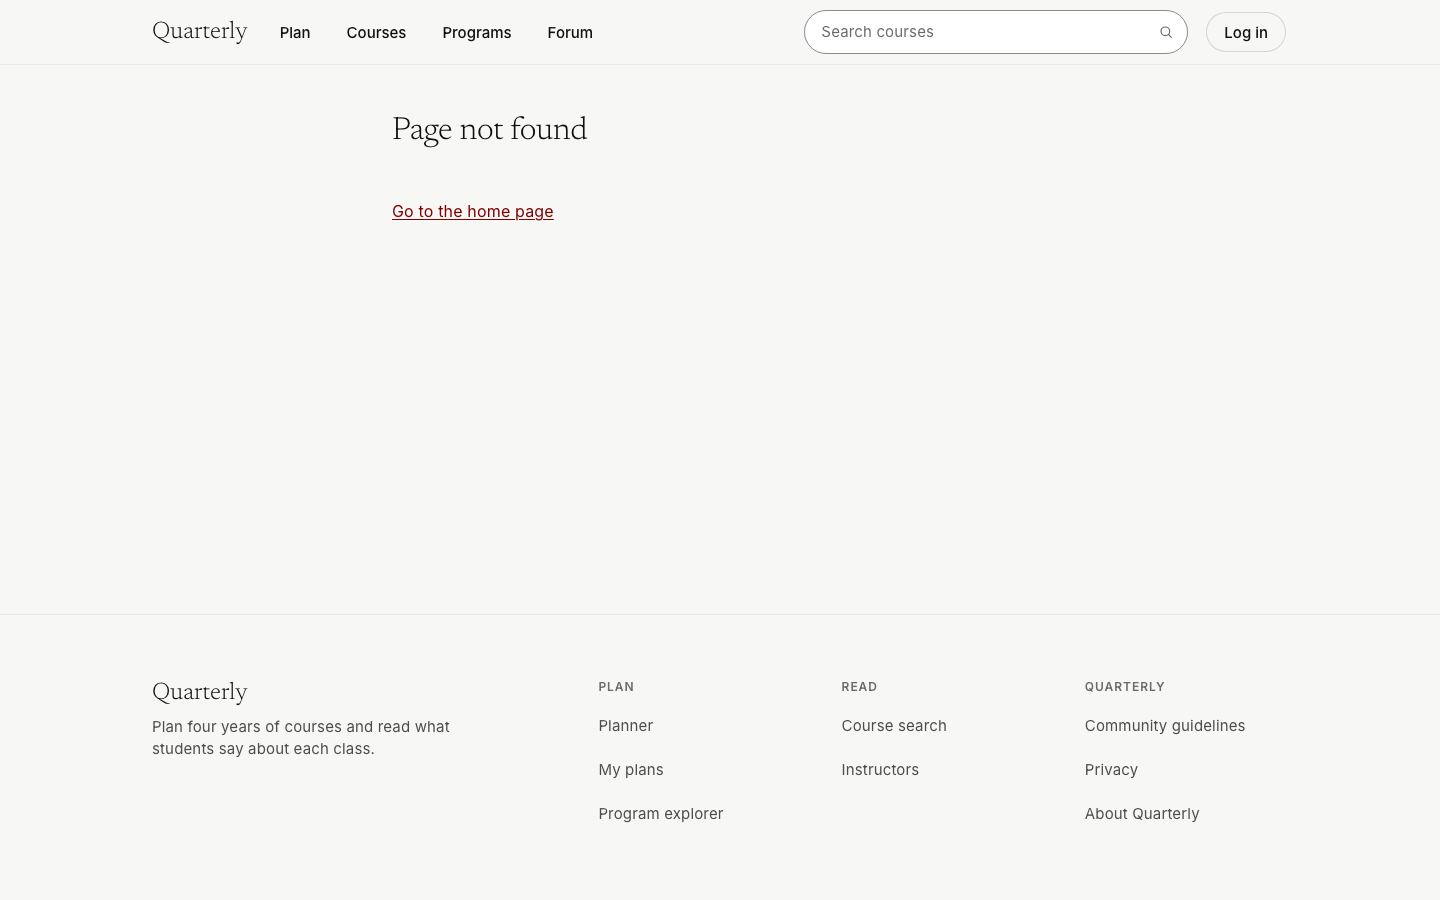 Quarterly
Plan
Courses
Programs
Forum
Search courses
Log in
Page not found
Go to the home page
Quarterly
Plan four years of courses and read what
students say about each class.
PLAN
Planner
My plans
Program explorer
READ
Course search
Instructors
QUARTERLY
Community guidelines
Privacy
About Quarterly